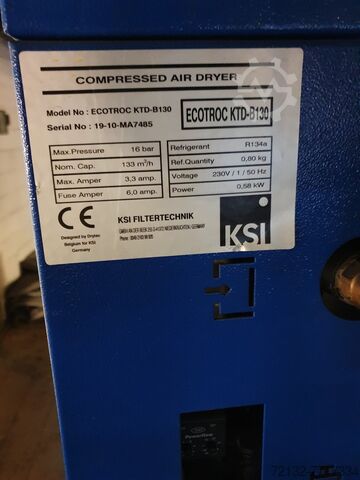 COMPRESSED AIR DRYER
Model No : ECOTROC KTD-B130
ECOTROC KTD-B130
Serial No : 19-10-MA7485
Max.Pressure 16 bar
Nom. Cap. 133 m³/h
Max. Amper 3,3 amp.
Fuse Amper 6,0 amp.
Refrigerant R134a
Ref.Quantity 0,80 kg
Voltage 230V / 1 / 50 Hz
Power 0,58 kW
CE
Designed by Drytec
Belgium for KSI
Germany
KSI FILTERTECHNIK
KSI
Powerflow